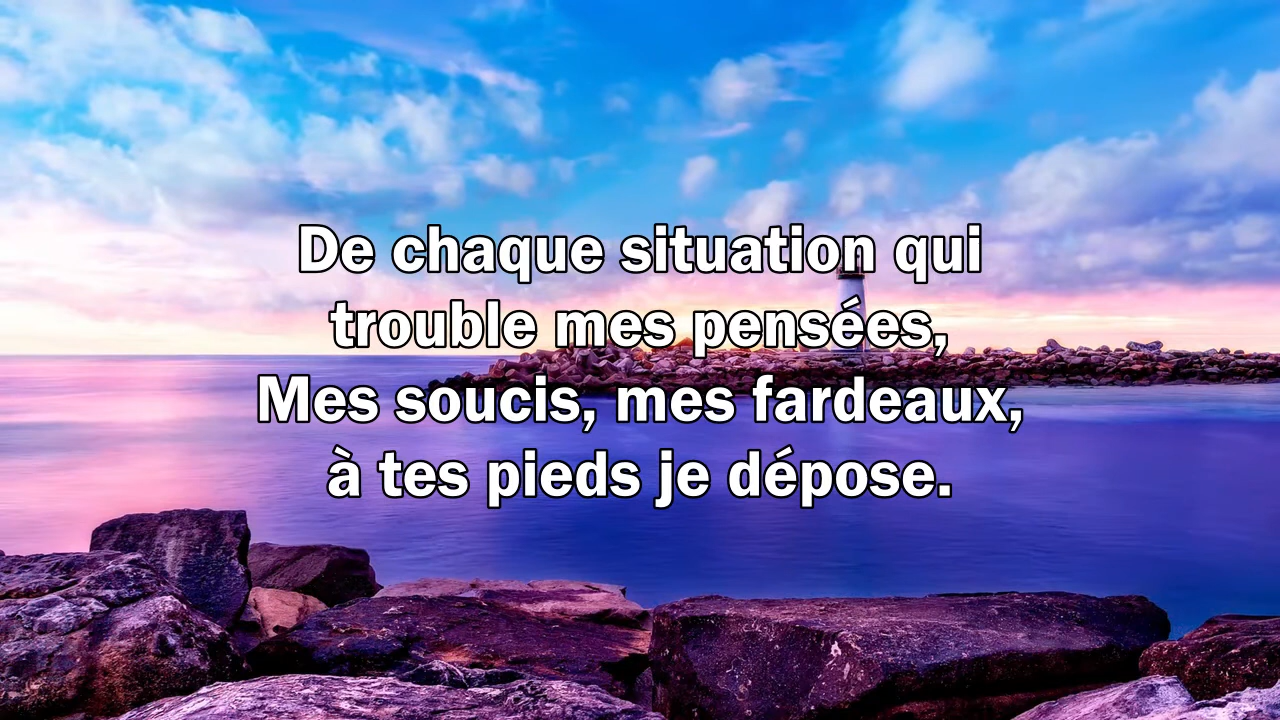 De chaque situation qui
trouble mes pensées,
Mes soucis, mes fardeaux,
à tes pieds je dépose.